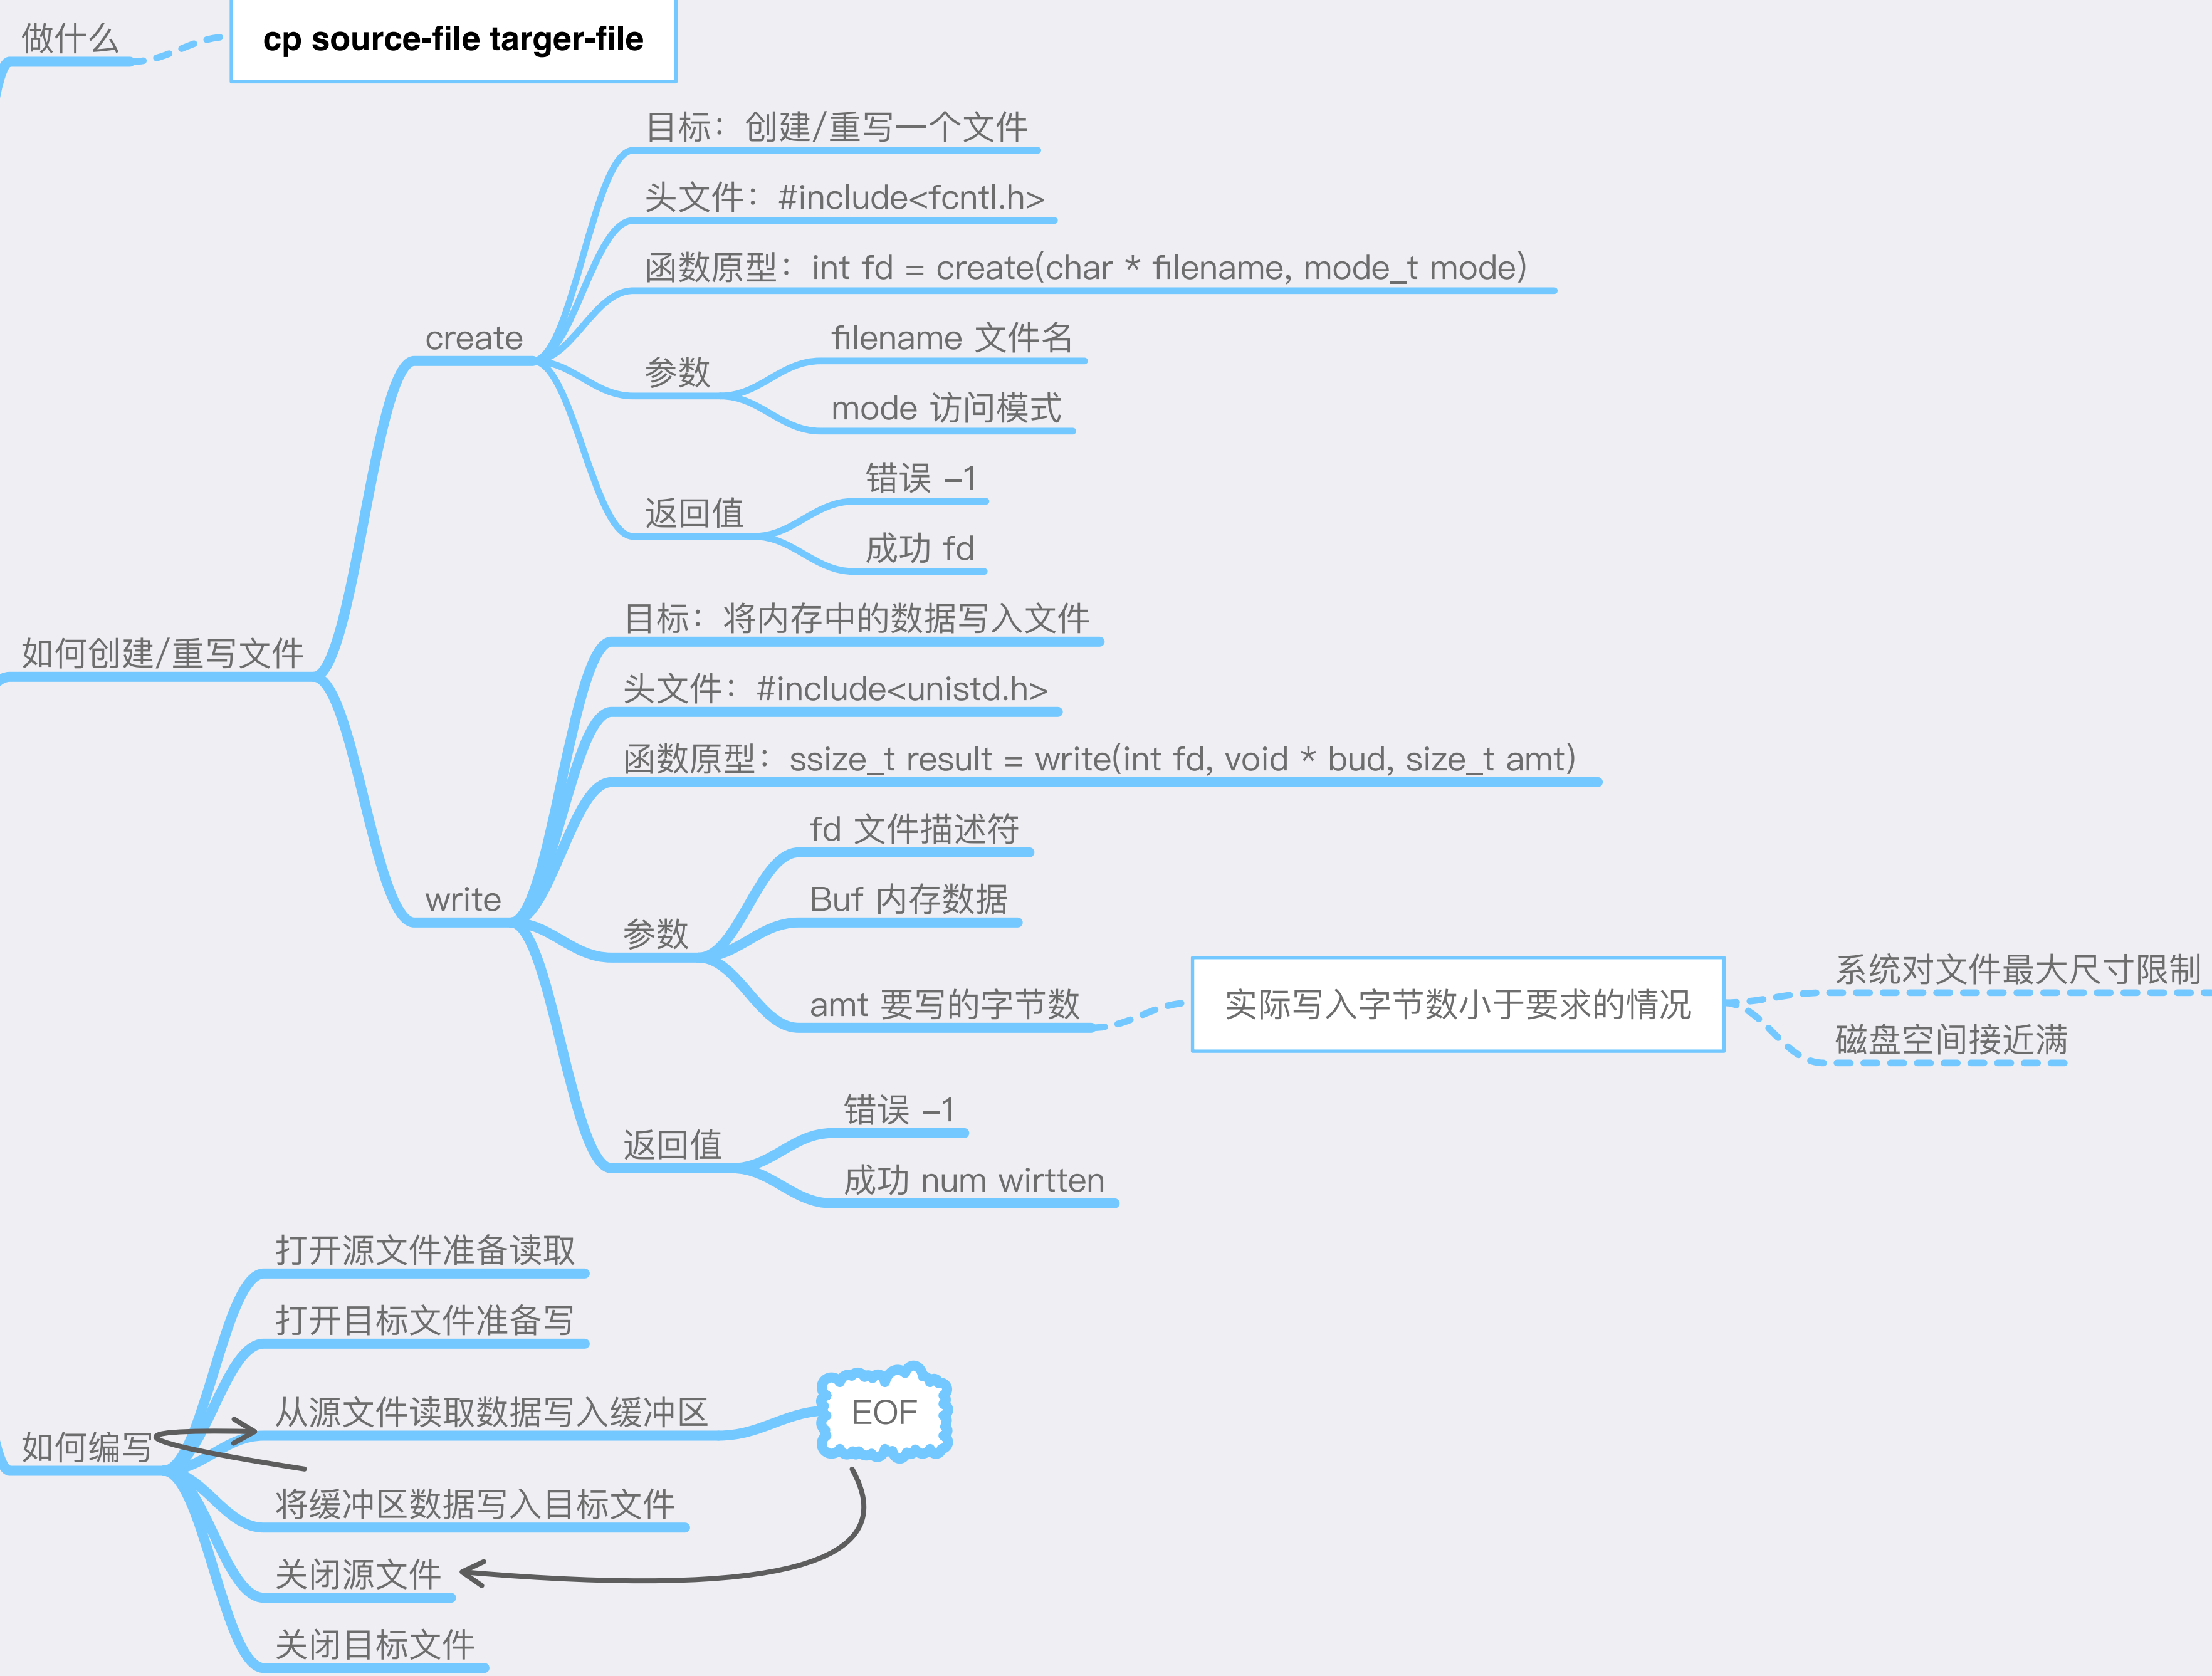 做什么
cp source-file targer-file
如何创建/重写文件
create
目标：创建/重写一个文件
头文件：#include<fcntl.h>
函数原型：int fd = create(char * filename, mode_t mode)
参数
filename 文件名
mode 访问模式
返回值
错误 -1
成功 fd
write
目标：将内存中的数据写入文件
头文件：#include<unistd.h>
函数原型：ssize_t result = write(int fd, void * bud, size_t amt)
参数
fd 文件描述符
Buf 内存数据
amt 要写的字节数
实际写入字节数小于要求的情况
系统对文件最大尺寸限制
磁盘空间接近满
返回值
错误 -1
成功 num wirtten
如何编写
打开源文件准备读取
打开目标文件准备写
从源文件读取数据写入缓冲区
EOF
将缓冲区数据写入目标文件
关闭源文件
关闭目标文件